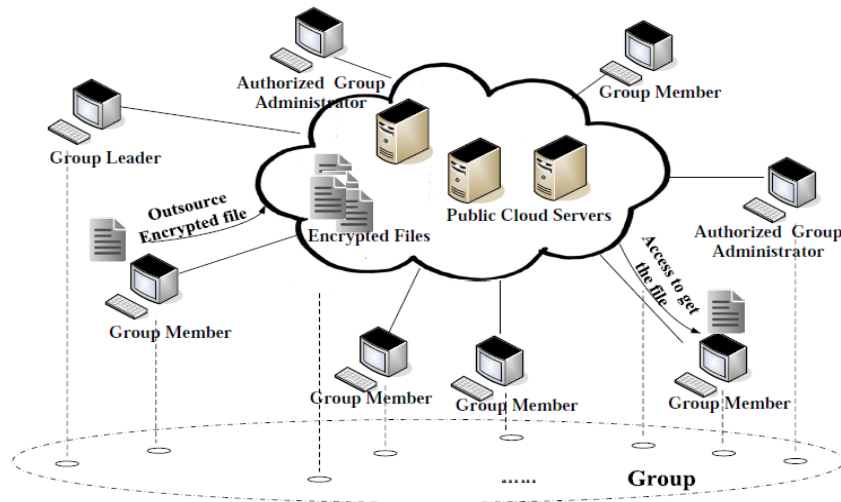 Authorized Group
Administrator
Group Member
Group Leader
Outsource
Encrypted file
Public Cloud Servers
Encrypted Files
Authorized Group
Administrator
Access to get
the file
Group Member
Group Member
Group Member
Group Member
......
Group